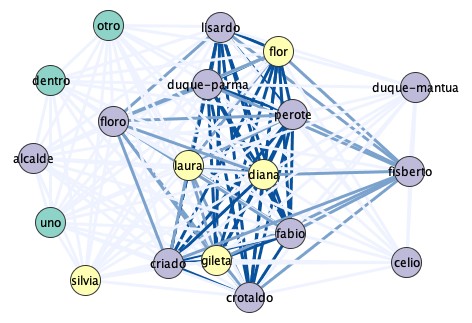 otro
lisardo
flor
dentro
duque-parma
duque-mantua
floro
perote
alcalde
laura
diana
fisberto
uno
fabio
silvia
criado
gileta
celio
crotaldo